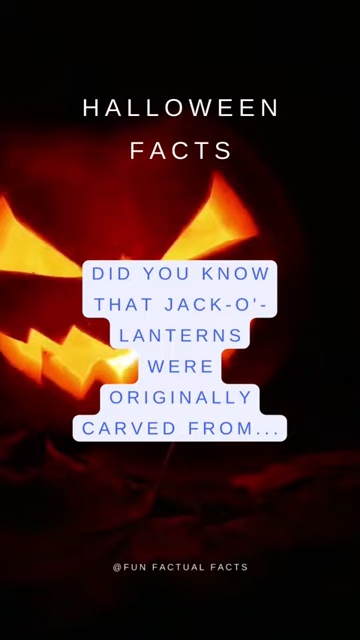 HALLOWEEN
FACTS
DID YOU KNOW
THAT JACK-O'-
LANTERNS
WERE
ORIGINALLY
CARVED FROM...
@FUN FACTUAL FACTS